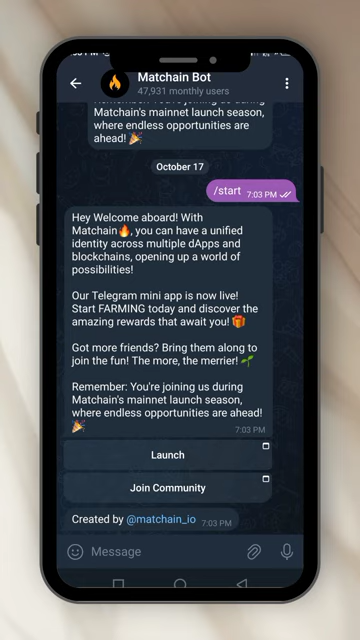 Matchain Bot
47,931 monthly users
Matchain's mainnet launch season,
where endless opportunities are
ahead! 🎉
October 17
/start 7:03 PM
Hey Welcome aboard! With
Matchain🔥, you can have a unified
identity across multiple dApps and
blockchains, opening up a world of
possibilities!
Our Telegram mini app is now live!
Start FARMING today and discover the
amazing rewards that await you! 🎁
Got more friends? Bring them along to
join the fun! The more, the merrier! 🌱
Remember: You're joining us during
Matchain's mainnet launch season,
where endless opportunities are ahead!
🎉 7:03 PM
Launch
Join Community
Created by @matchain_io 7:03 PM
Message